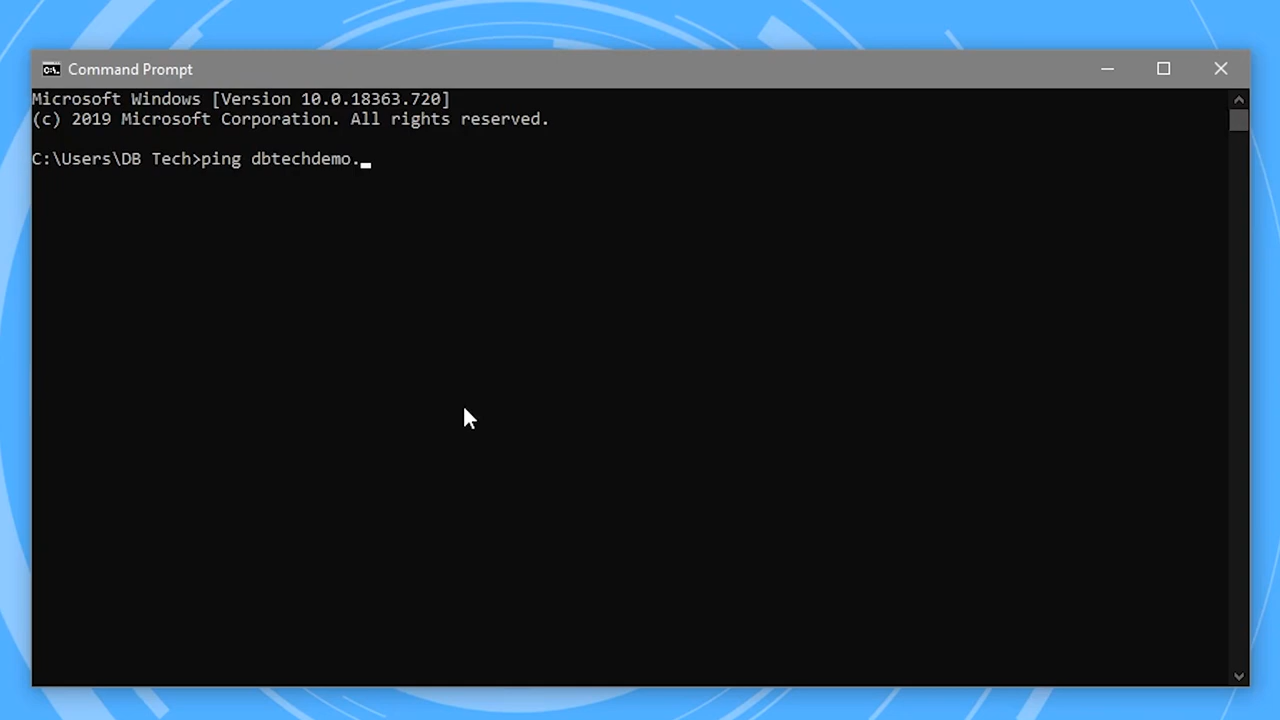 Command Prompt
Microsoft Windows [Version 10.0.18363.720]
(c) 2019 Microsoft Corporation. All rights reserved.
C:\Users\DB Tech>ping dbtechdemo.